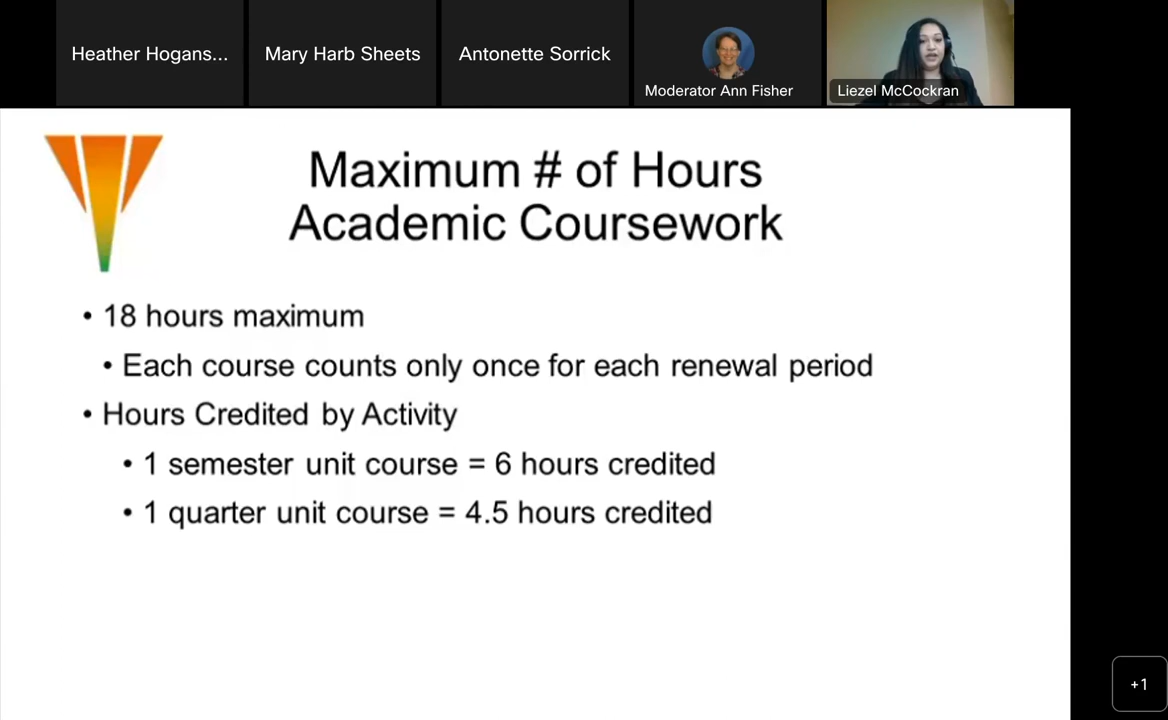 Heather Hogans...
Mary Harb Sheets
Antonette Sorrick
Moderator Ann Fisher
Liezel McCockran
Maximum # of Hours
Academic Coursework
• 18 hours maximum
• Each course counts only once for each renewal period
• Hours Credited by Activity
• 1 semester unit course = 6 hours credited
• 1 quarter unit course = 4.5 hours credited
+1